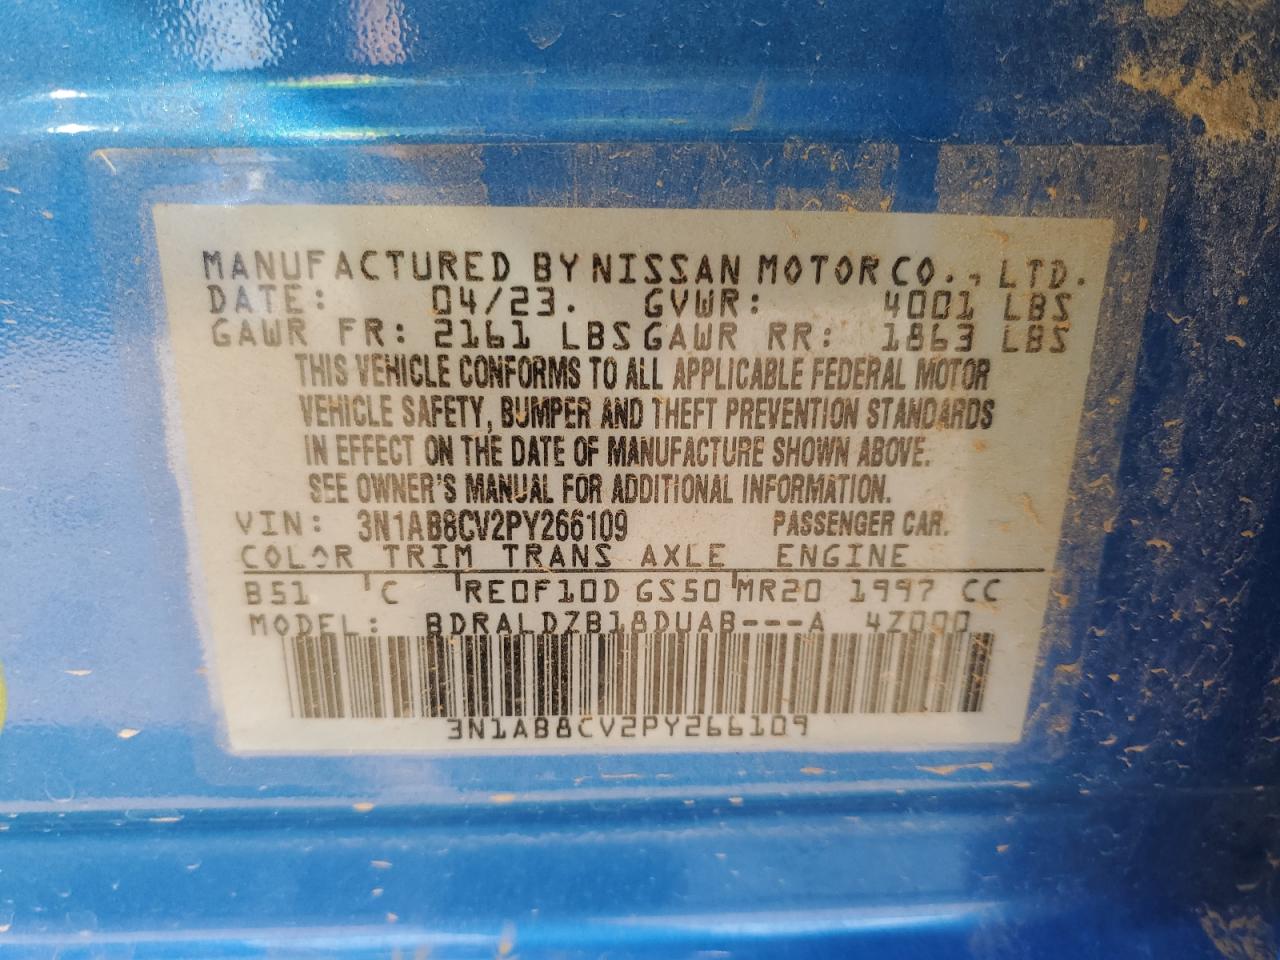 MANUFACTURED BY NISSAN MOTOR CO., LTD.
DATE: 04/23. GVWR: 4001 LBS
GAWR FR: 2161 LBS GAWR RR: 1863 LBS
THIS VEHICLE CONFORMS TO ALL APPLICABLE FEDERAL MOTOR
VEHICLE SAFETY, BUMPER AND THEFT PREVENTION STANDARDS
IN EFFECT ON THE DATE OF MANUFACTURE SHOWN ABOVE.
SEE OWNER'S MANUAL FOR ADDITIONAL INFORMATION.
VIN: 3N1AB8CV2PY266109 PASSENGER CAR.
COLOR TRIM TRANS AXLE ENGINE
B51 C RE0F10D GS50 MR20 1997 CC
MODEL: BDRALDZB18DUAB---A 4Z000
3N1AB8CV2PY266109